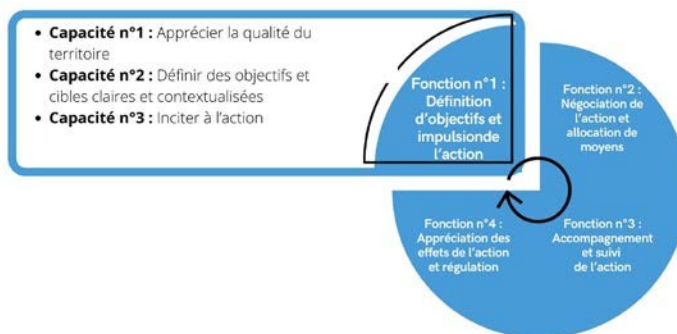 • Capacité n°1 : Apprécier la qualité du
territoire
• Capacité n°2 : Définir des objectifs et
cibles claires et contextualisées
• Capacité n°3 : Inciter à l'action
Fonction n°1 :
Définition
d'objectifs et
impulsionde
l'action
Fonction n°2 :
Négociation de
l'action et
allocation de
moyens
Fonction n°3 :
Accompagnement
et suivi
de l'action
Fonction n°4 :
Appréciation des
effets de l'action
et régulation